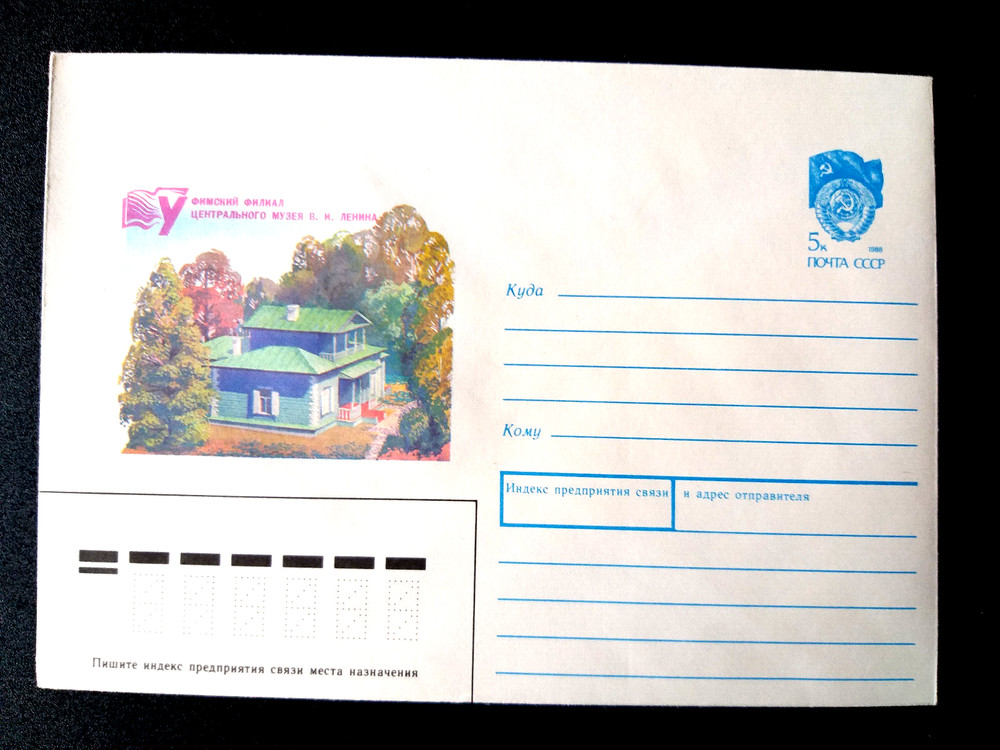 УФИМСКИЙ ФИЛИАЛ
ЦЕНТРАЛЬНОГО МУЗЕЯ В. И. ЛЕНИНА
5к 1988
ПОЧТА СССР
Куда
Кому
Индекс предприятия связи и адрес отправителя
Пишите индекс предприятия связи места назначения